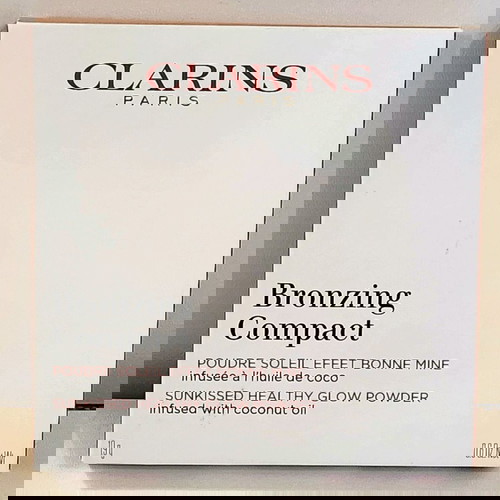 CLARINS
PARIS
Bronzing
Compact
POUDRE SOLEIL EFFET BONNE MINE
infusée à l'huile de coco
SUNKISSED HEALTHY GLOW POWDER
infused with coconut oil
19 g